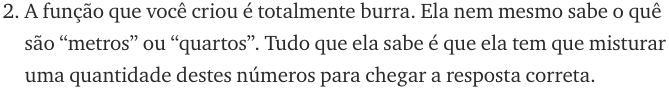 2. A função que você criou é totalmente burra. Ela nem mesmo sabe o quê
são “metros” ou “quartos”. Tudo que ela sabe é que ela tem que misturar
uma quantidade destes números para chegar a resposta correta.